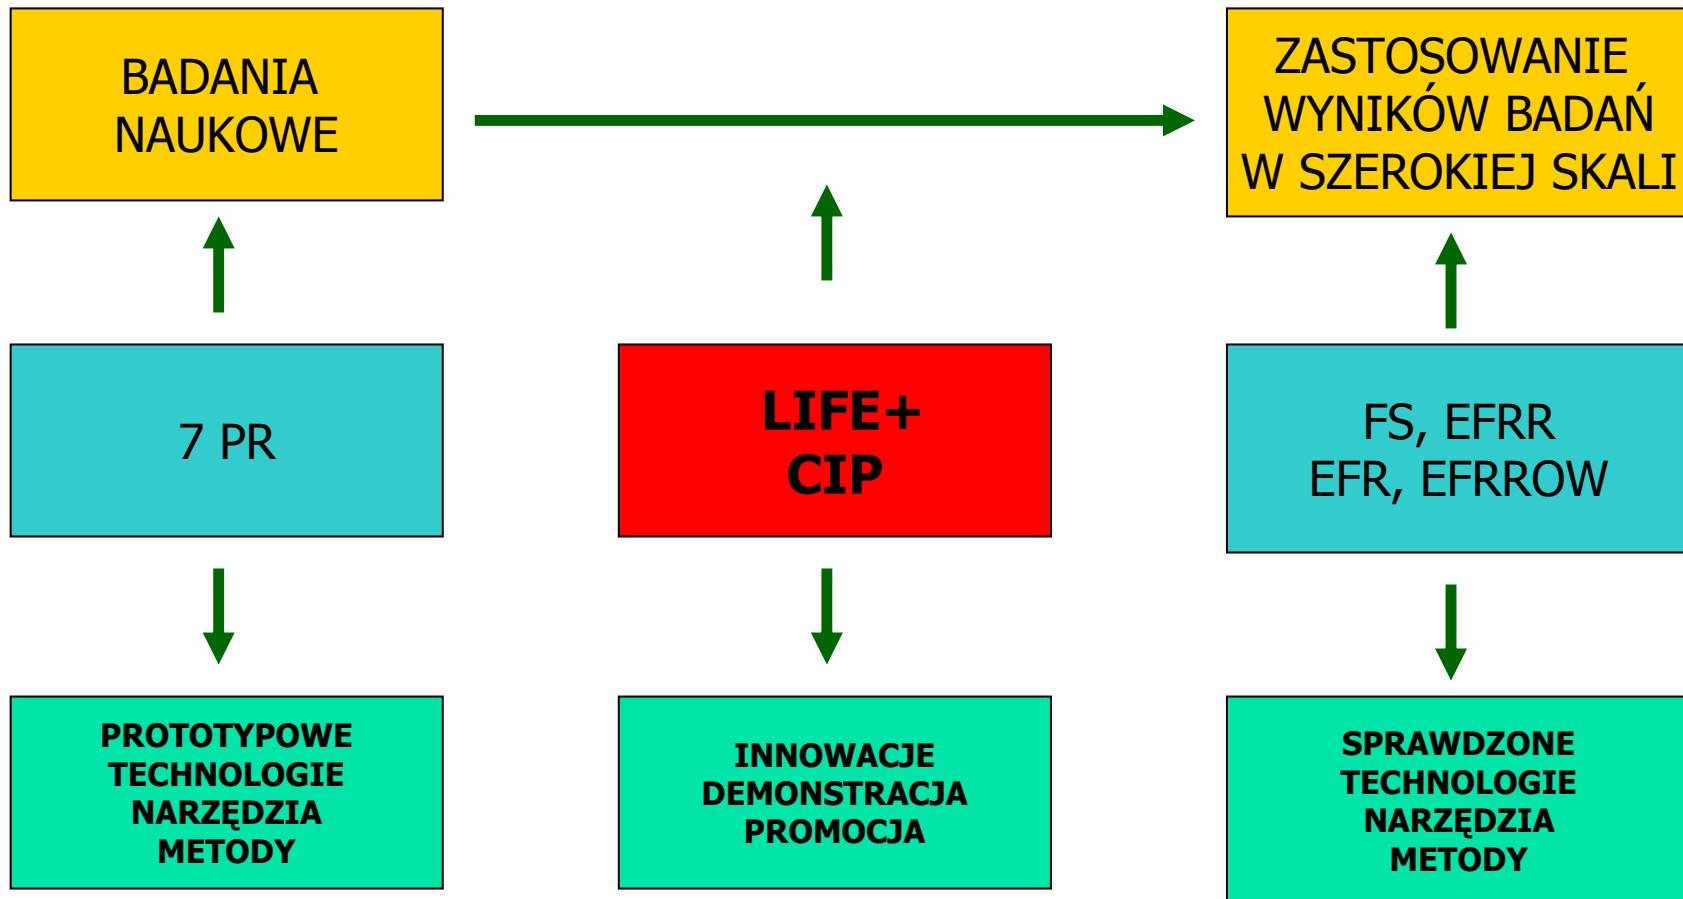 BADANIA
NAUKOWE
ZASTOSOWANIE
WYNIKÓW BADAŃ
W SZEROKIEJ SKALI
7 PR
LIFE+
CIP
FS, EFRR
EFR, EFRROW
PROTOTYPOWE
TECHNOLOGIE
NARZĘDZIA
METODY
INNOWACJE
DEMONSTRACJA
PROMOCJA
SPRAWDZONE
TECHNOLOGIE
NARZĘDZIA
METODY